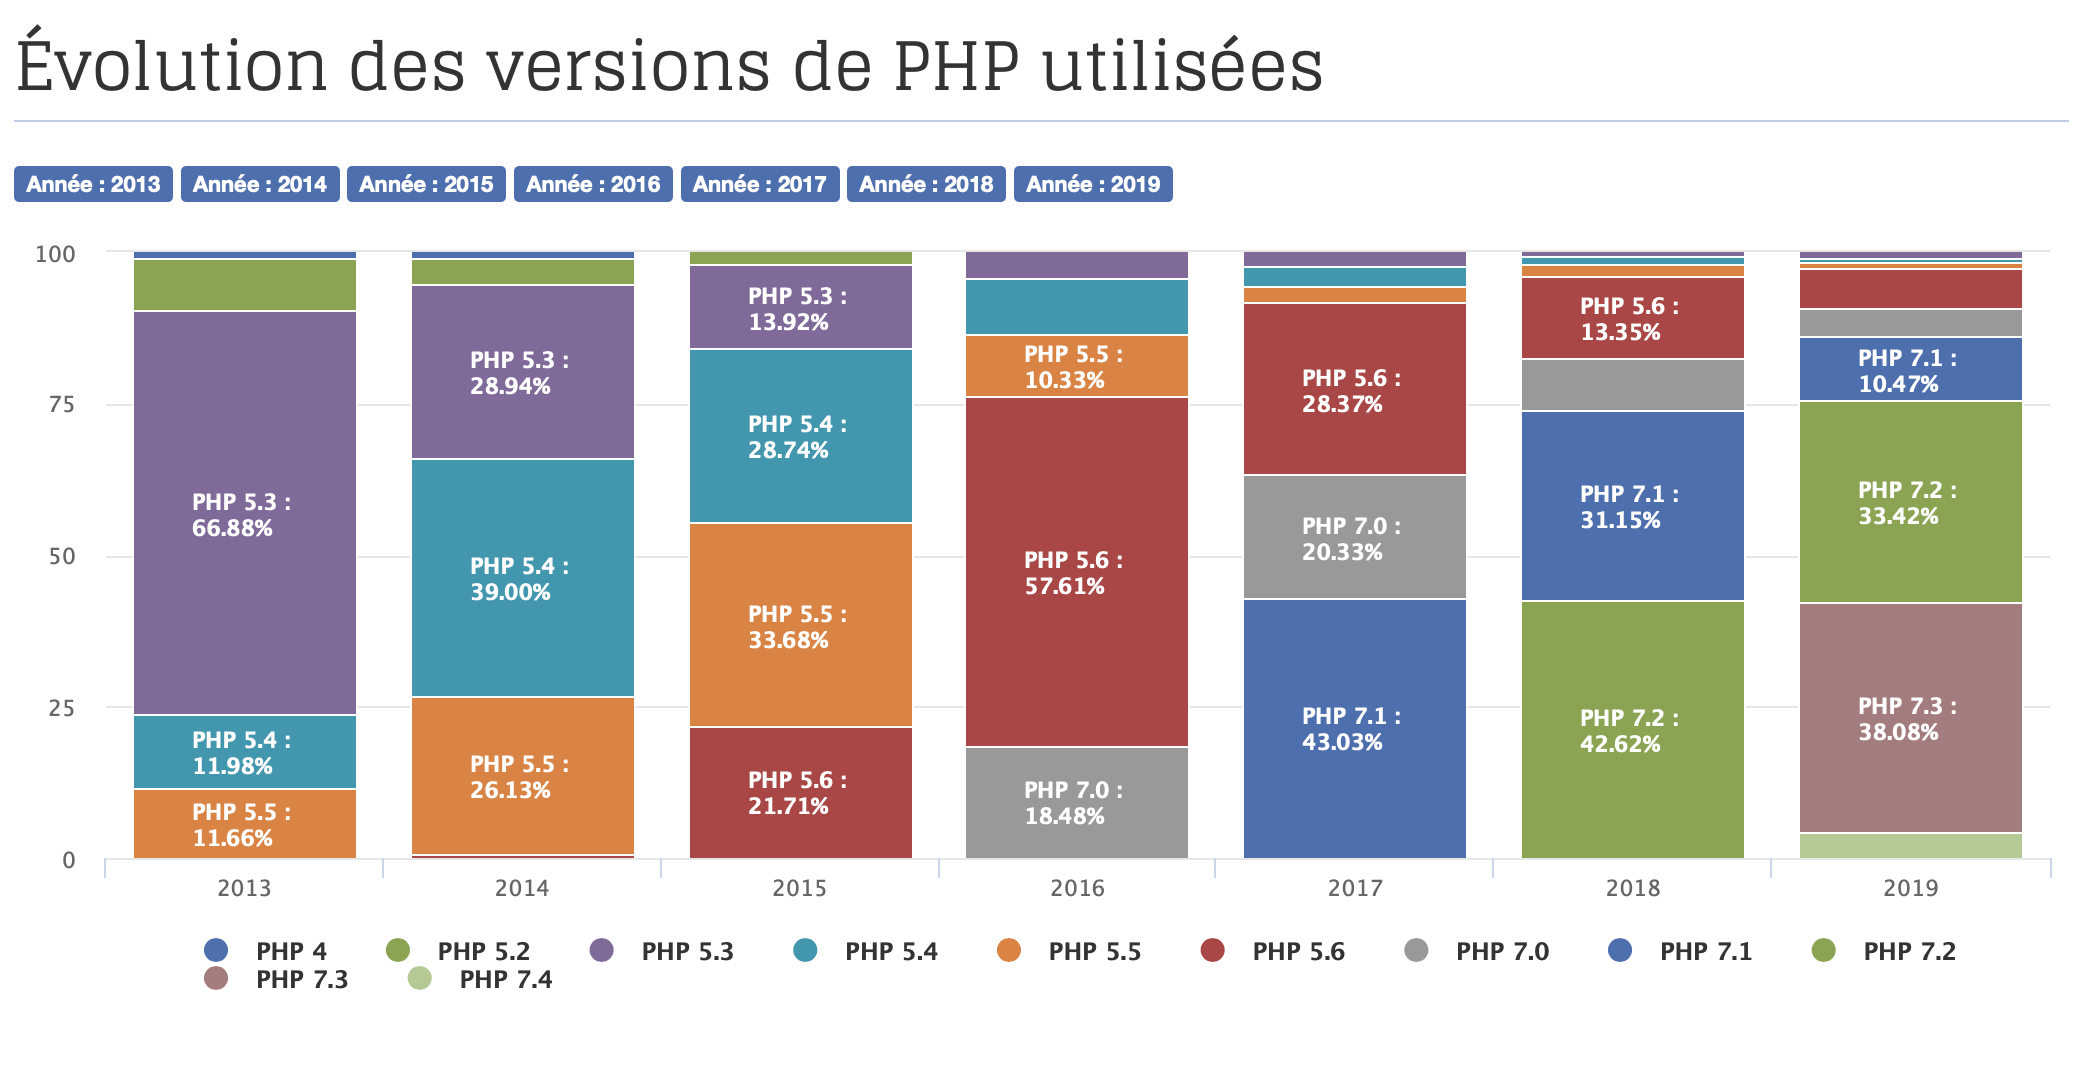 Évolution des versions de PHP utilisées
Année : 2013 Année : 2014 Année : 2015 Année : 2016 Année : 2017 Année : 2018 Année : 2019
100
75
50
25
0
PHP 5.3 :
66.88%
PHP 5.4 :
11.98%
PHP 5.5 :
11.66%
PHP 5.3 :
28.94%
PHP 5.4 :
39.00%
PHP 5.5 :
26.13%
PHP 5.3 :
13.92%
PHP 5.4 :
28.74%
PHP 5.5 :
33.68%
PHP 5.6 :
21.71%
PHP 5.5 :
10.33%
PHP 5.6 :
57.61%
PHP 7.0 :
18.48%
PHP 5.6 :
28.37%
PHP 7.0 :
20.33%
PHP 7.1 :
43.03%
PHP 5.6 :
13.35%
PHP 7.1 :
31.15%
PHP 7.2 :
42.62%
PHP 7.1 :
10.47%
PHP 7.2 :
33.42%
PHP 7.3 :
38.08%
2013 2014 2015 2016 2017 2018 2019
PHP 4 PHP 5.2 PHP 5.3 PHP 5.4 PHP 5.5 PHP 5.6 PHP 7.0 PHP 7.1 PHP 7.2
PHP 7.3 PHP 7.4